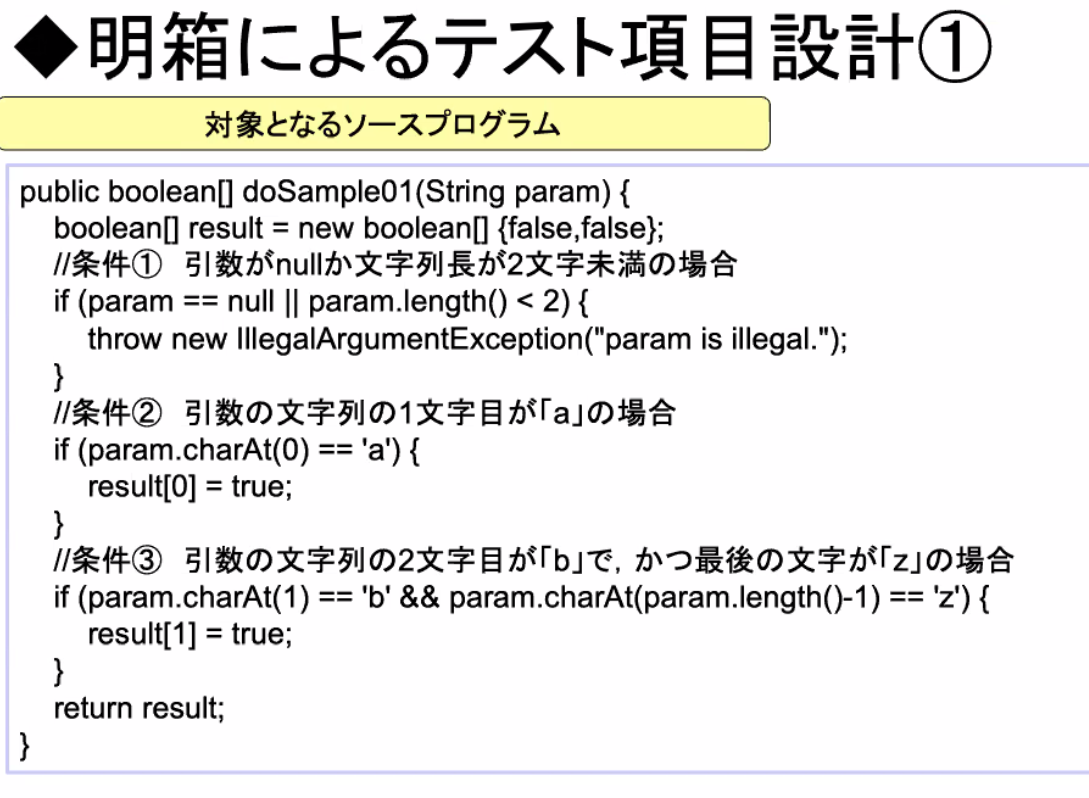 ◆明箱によるテスト項目設計①
対象となるソースプログラム
public boolean[] doSample01(String param) {
boolean[] result = new boolean[] {false,false};
//条件①　引数がnullか文字列長が2文字未満の場合
if (param == null || param.length() < 2) {
throw new IllegalArgumentException("param is illegal.");
}
//条件②　引数の文字列の1文字目が「a」の場合
if (param.charAt(0) == 'a') {
result[0] = true;
}
//条件③　引数の文字列の2文字目が「b」で，かつ最後の文字が「z」の場合
if (param.charAt(1) == 'b' && param.charAt(param.length()-1) == 'z') {
result[1] = true;
}
return result;
}